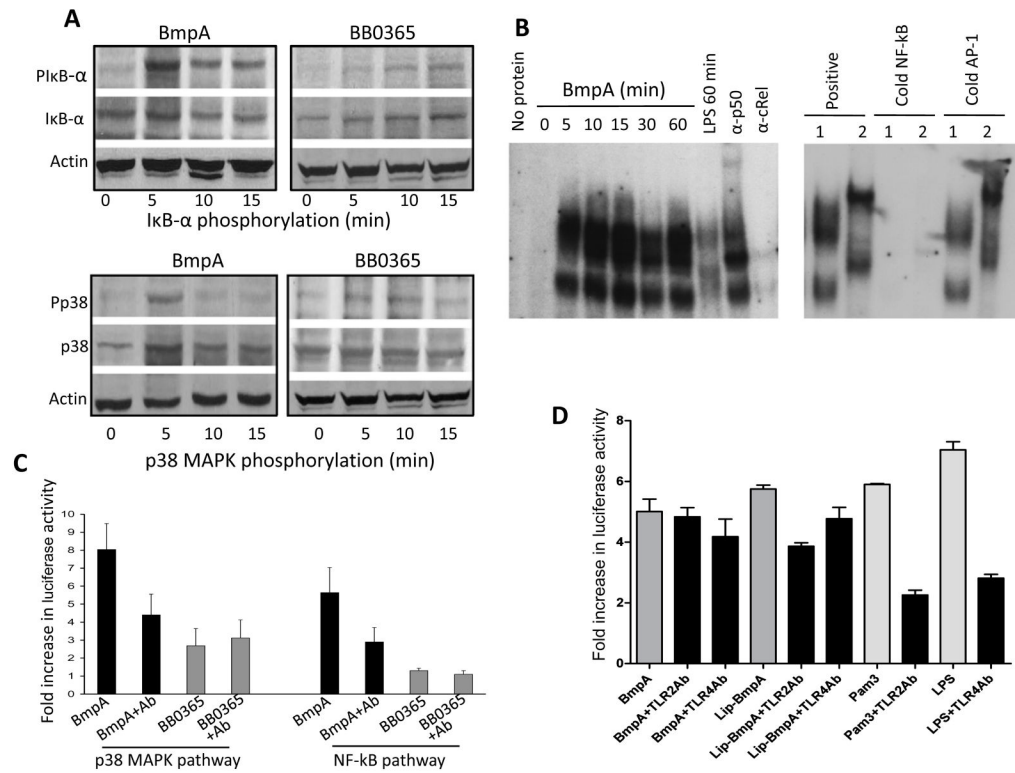 A
BmpA BB0365
PIκB-α
IκB-α
Actin
0 5 10 15 0 5 10 15
IκB-α phosphorylation (min)
BmpA BB0365
Pp38
p38
Actin
0 5 10 15 0 5 10 15
p38 MAPK phosphorylation (min)
B
No protein
BmpA (min)
0 5 10 15 30 60
LPS 60 min
α-p50
α-cRel
Positive
Cold NF-kB
Cold AP-1
1 2 1 2 1 2
C
Fold increase in luciferase activity
10
9
8
7
6
5
4
3
2
1
0
BmpA
BmpA+Ab
BB0365
BB0365
+Ab
BmpA
BmpA+Ab
BB0365
BB0365
+Ab
p38 MAPK pathway NF-kB pathway
D
Fold increase in luciferase activity
8
6
4
2
0
BmpA
BmpA+TLR2Ab
BmpA+TLR4Ab
Lip-BmpA
Lip-BmpA+TLR2Ab
Lip-BmpA+TLR4Ab
Pam3
Pam3+TLR2Ab
LPS
LPS+TLR4Ab